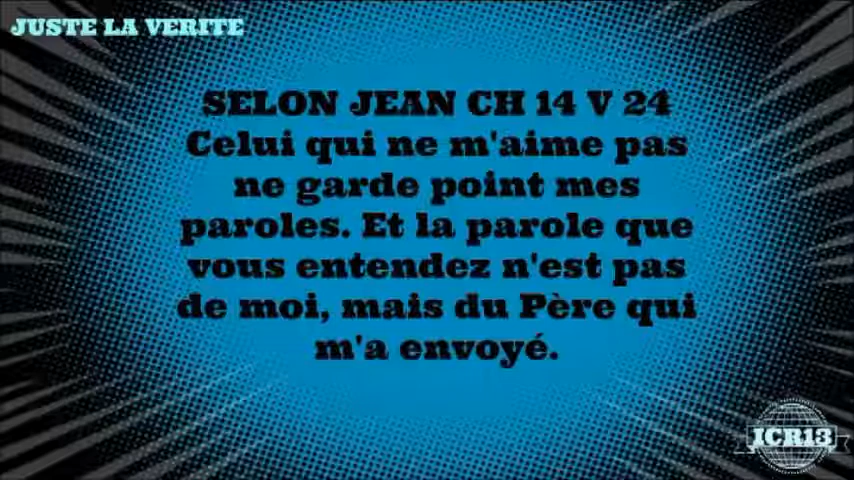 JUSTE LA VERITE
SELON JEAN CH 14 V 24
Celui qui ne m'aime pas
ne garde point mes
paroles. Et la parole que
vous entendez n'est pas
de moi, mais du Père qui
m'a envoyé.
ICR13